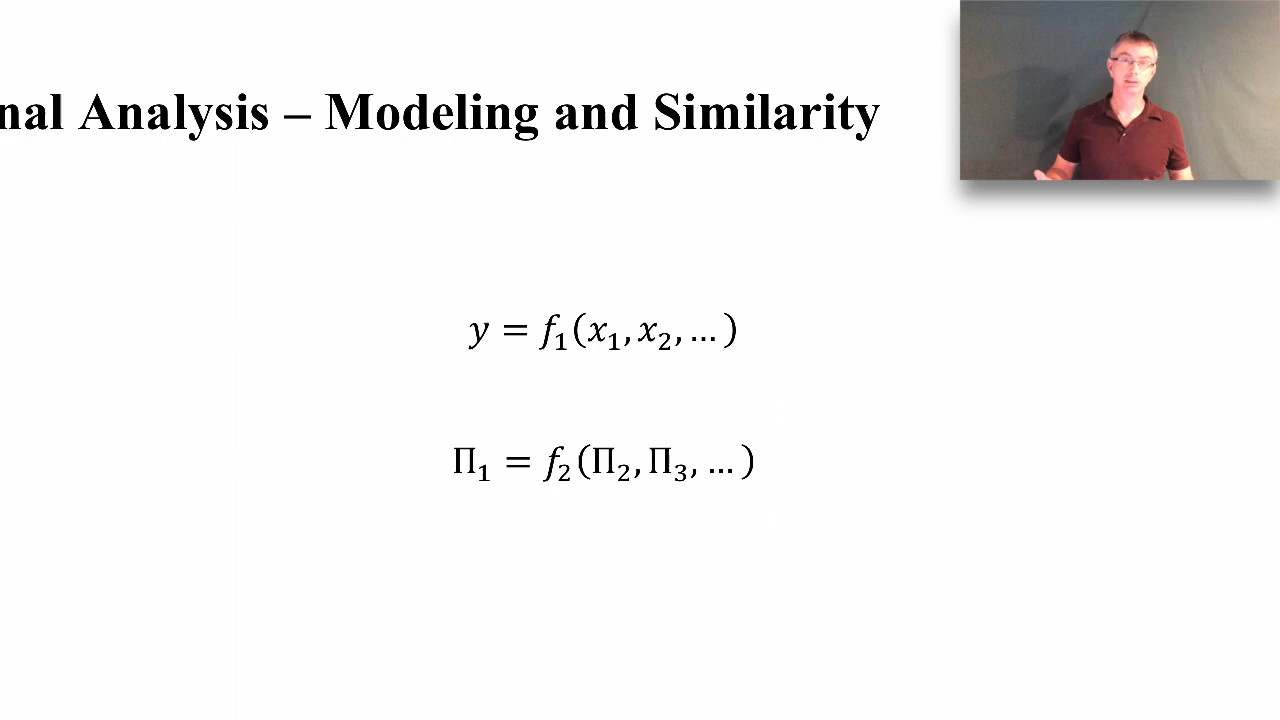 nal Analysis – Modeling and Similarity
y = f₁(x₁, x₂, … )
Π₁ = f₂(Π₂, Π₃, … )